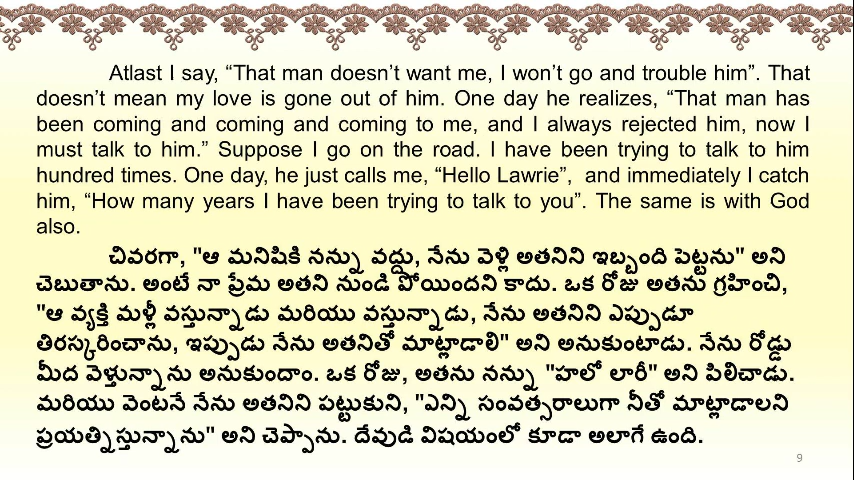 Atlast I say, “That man doesn’t want me, I won’t go and trouble him”. That
doesn’t mean my love is gone out of him. One day he realizes, “That man has
been coming and coming and coming to me, and I always rejected him, now I
must talk to him.” Suppose I go on the road. I have been trying to talk to him
hundred times. One day, he just calls me, “Hello Lawrie”, and immediately I catch
him, “How many years I have been trying to talk to you”. The same is with God
also.
చివరగా, "ఆ మనిషికి నన్ను వద్దు, నేను వెళ్లి అతనిని ఇబ్బంది పెట్టను" అని
చెబుతాను. అంటే నా ప్రేమ అతని నుండి పోయిందని కాదు. ఒక రోజు అతను గ్రహించి,
"ఆ వ్యక్తి మళ్లీ వస్తున్నాడు మరియు వస్తున్నాడు, నేను అతనిని ఎప్పుడూ
తిరస్కరించాను, ఇప్పుడు నేను అతనితో మాట్లాడాలి" అని అనుకుంటాడు. నేను రోడ్డు
మీద వెళ్తున్నాను అనుకుందాం. ఒక రోజు, అతను నన్ను "హలో లారీ" అని పిలిచాడు.
మరియు వెంటనే నేను అతనిని పట్టుకుని, "ఎన్ని సంవత్సరాలుగా నీతో మాట్లాడాలని
ప్రయత్నిస్తున్నాను" అని చెప్పాను. దేవుడి విషయంలో కూడా అలాగే ఉంది.
9